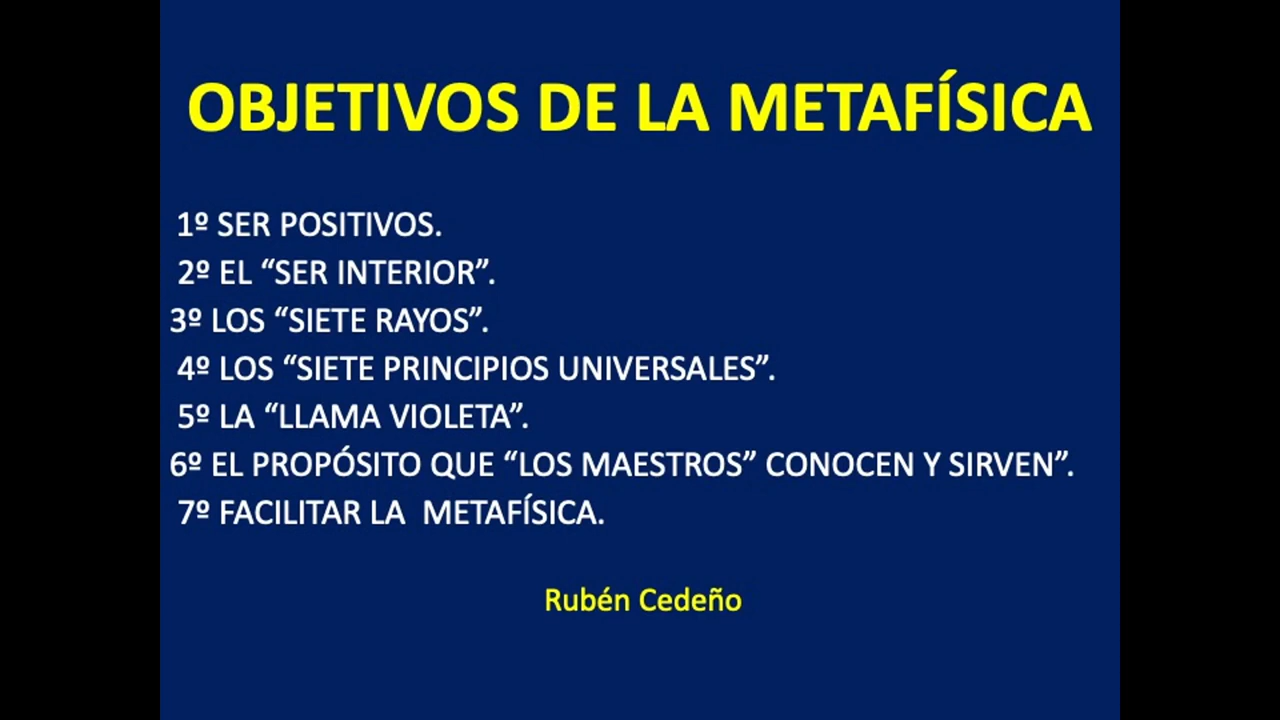 OBJETIVOS DE LA METAFÍSICA
1º SER POSITIVOS.
2º EL “SER INTERIOR”.
3º LOS “SIETE RAYOS”.
4º LOS “SIETE PRINCIPIOS UNIVERSALES”.
5º LA “LLAMA VIOLETA”.
6º EL PROPÓSITO QUE “LOS MAESTROS” CONOCEN Y SIRVEN”.
7º FACILITAR LA  METAFÍSICA.
Rubén Cedeño